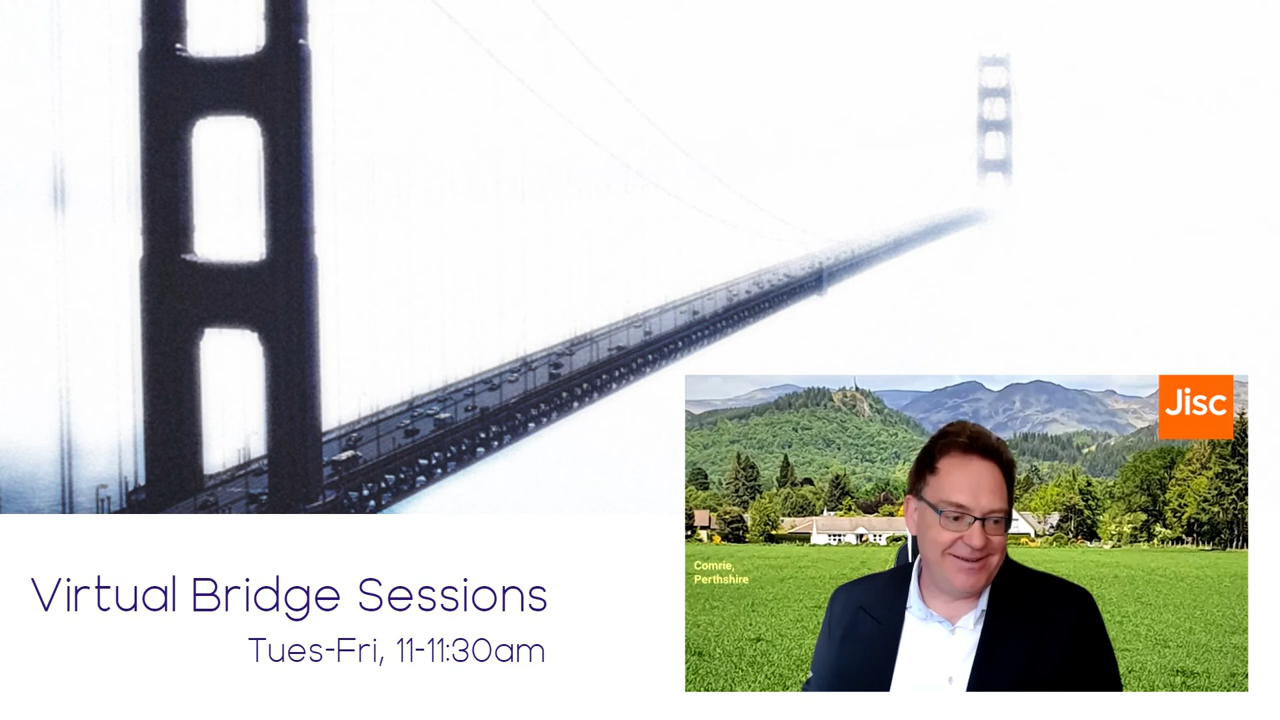 Jisc
Comrie,
Perthshire
Virtual Bridge Sessions
Tues-Fri, 11-11:30am